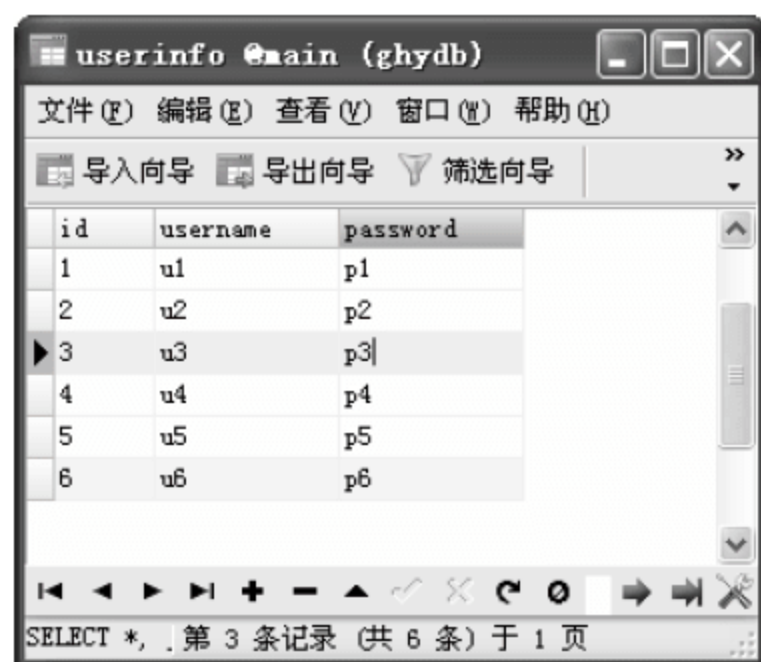 userinfo @main (ghydb)
文件(F) 编辑(E) 查看(V) 窗口(W) 帮助(H)
导入向导 导出向导 筛选向导 »
id username password
1 u1 p1
2 u2 p2
3 u3 p3
4 u4 p4
5 u5 p5
6 u6 p6
SELECT *, . 第 3 条记录 (共 6 条) 于 1 页